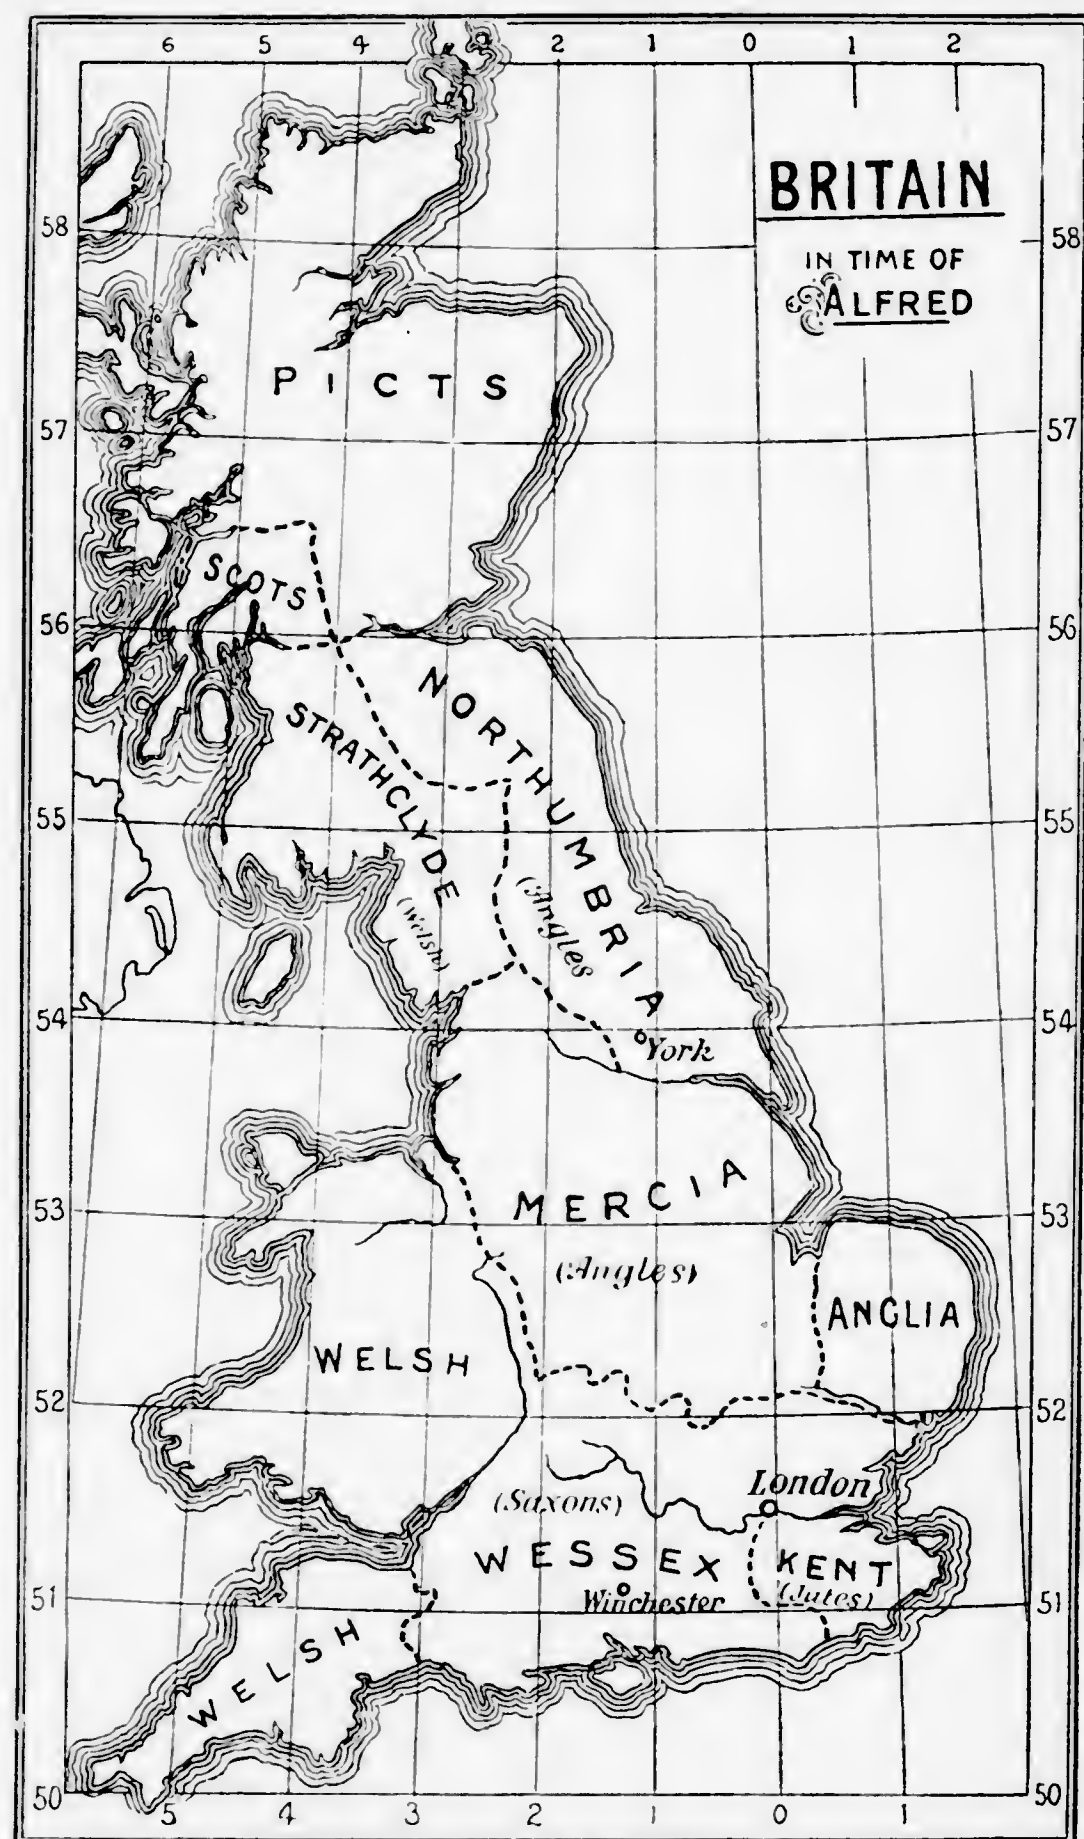 6 5 4 2 1 0 1 2
BRITAIN
IN TIME OF
ALFRED
58 58
PICTS
57 57
SCOTS
56 56
NORTHUMBRIA
STRATHCLYDE
55 55
(Angles
(Welsh)
54 54
York
MERCIA
53 53
(Angles)
ANGLIA
WELSH
52 52
London
(Saxons)
WESSEX
KENT
Winchester
(Jutes)
51 51
WELSH
50 50
5 4 3 2 1 0 1